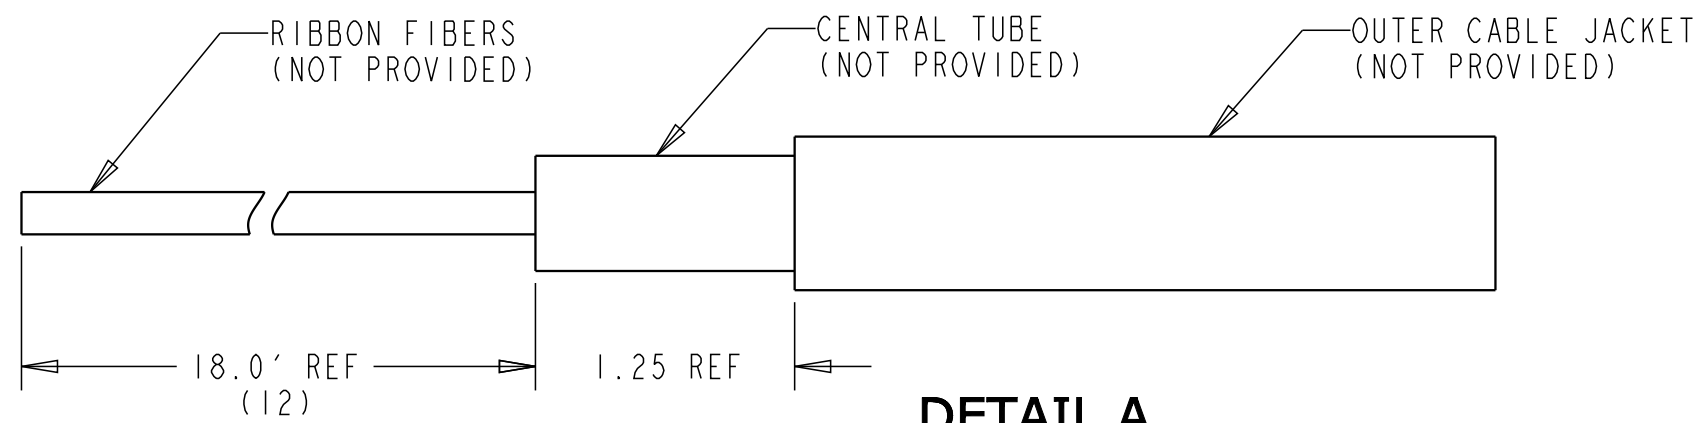 RIBBON FIBERS
(NOT PROVIDED)
CENTRAL TUBE
(NOT PROVIDED)
OUTER CABLE JACKET
(NOT PROVIDED)
18.0' REF
(12)
1.25 REF
DETAIL A